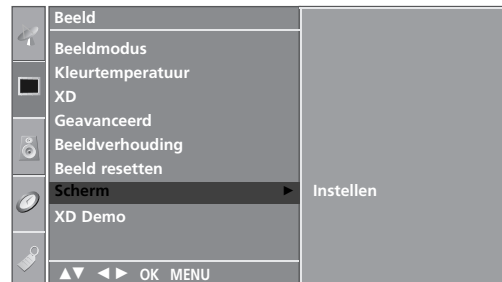 Beeld
Beeldmodus
Kleurtemperatuur
XD
Geavanceerd
Beeldverhouding
Beeld resetten
Scherm ► Instellen
XD Demo
▲▼ ◄► OK MENU